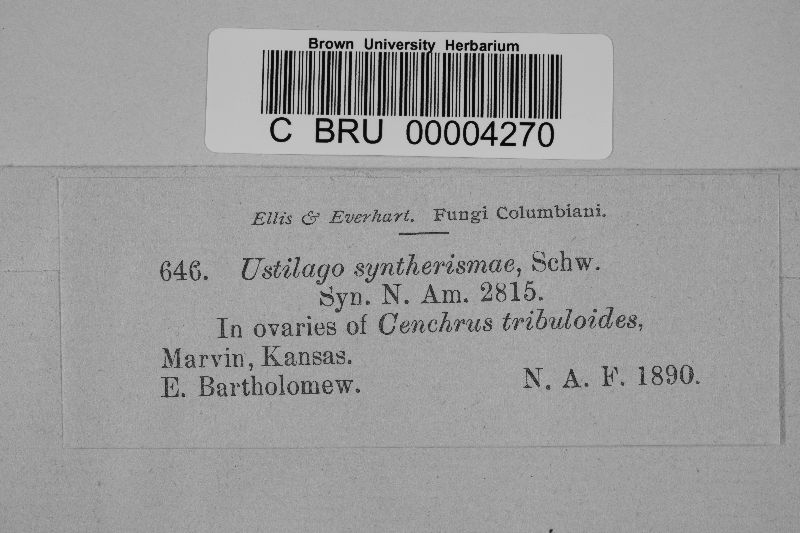 Brown University Herbarium
C BRU 00004270
Ellis & Everhart. Fungi Columbiani.
646. Ustilago syntherismae, Schw.
Syn. N. Am. 2815.
In ovaries of Cenchrus tribuloides,
Marvin, Kansas.
E. Bartholomew. N. A. F. 1890.